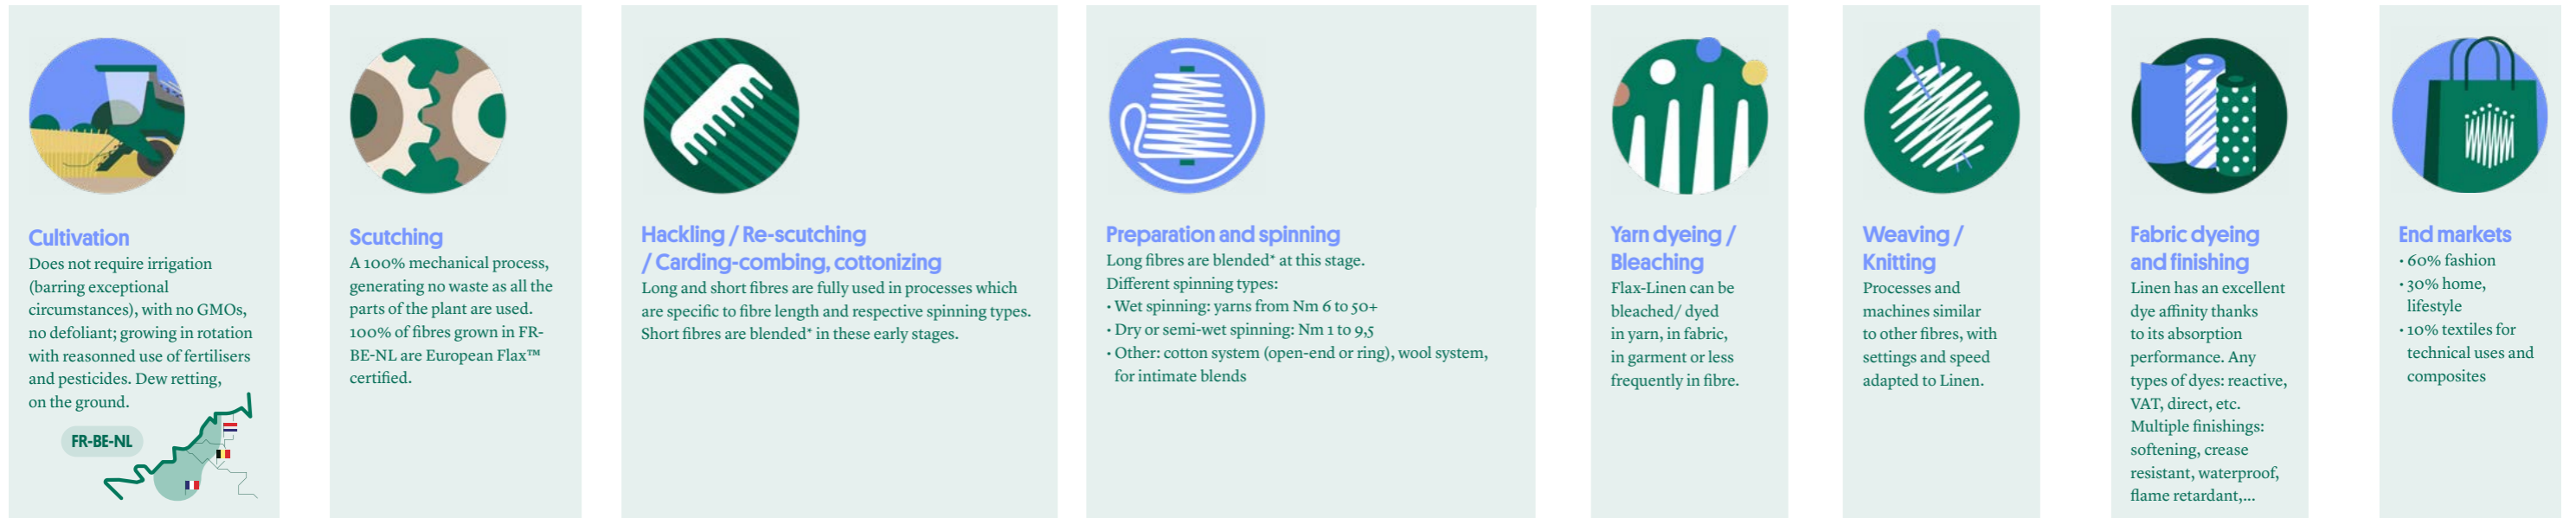 Cultivation
Does not require irrigation
(barring exceptional
circumstances), with no GMOs,
no defoliant; growing in rotation
with reasonned use of fertilisers
and pesticides. Dew retting,
on the ground.
FR-BE-NL
Scutching
A 100% mechanical process,
generating no waste as all the
parts of the plant are used.
100% of fibres grown in FR-
BE-NL are European Flax™
certified.
Hackling / Re-scutching
/ Carding-combing, cottonizing
Long and short fibres are fully used in processes which
are specific to fibre length and respective spinning types.
Short fibres are blended* in these early stages.
Preparation and spinning
Long fibres are blended* at this stage.
Different spinning types:
• Wet spinning: yarns from Nm 6 to 50+
• Dry or semi-wet spinning: Nm 1 to 9,5
• Other: cotton system (open-end or ring), wool system,
for intimate blends
Yarn dyeing /
Bleaching
Flax-Linen can be
bleached/ dyed
in yarn, in fabric,
in garment or less
frequently in fibre.
Weaving /
Knitting
Processes and
machines similar
to other fibres, with
settings and speed
adapted to Linen.
Fabric dyeing
and finishing
Linen has an excellent
dye affinity thanks
to its absorption
performance. Any
types of dyes: reactive,
VAT, direct, etc.
Multiple finishings:
softening, crease
resistant, waterproof,
flame retardant,...
End markets
• 60% fashion
• 30% home,
lifestyle
• 10% textiles for
technical uses and
composites